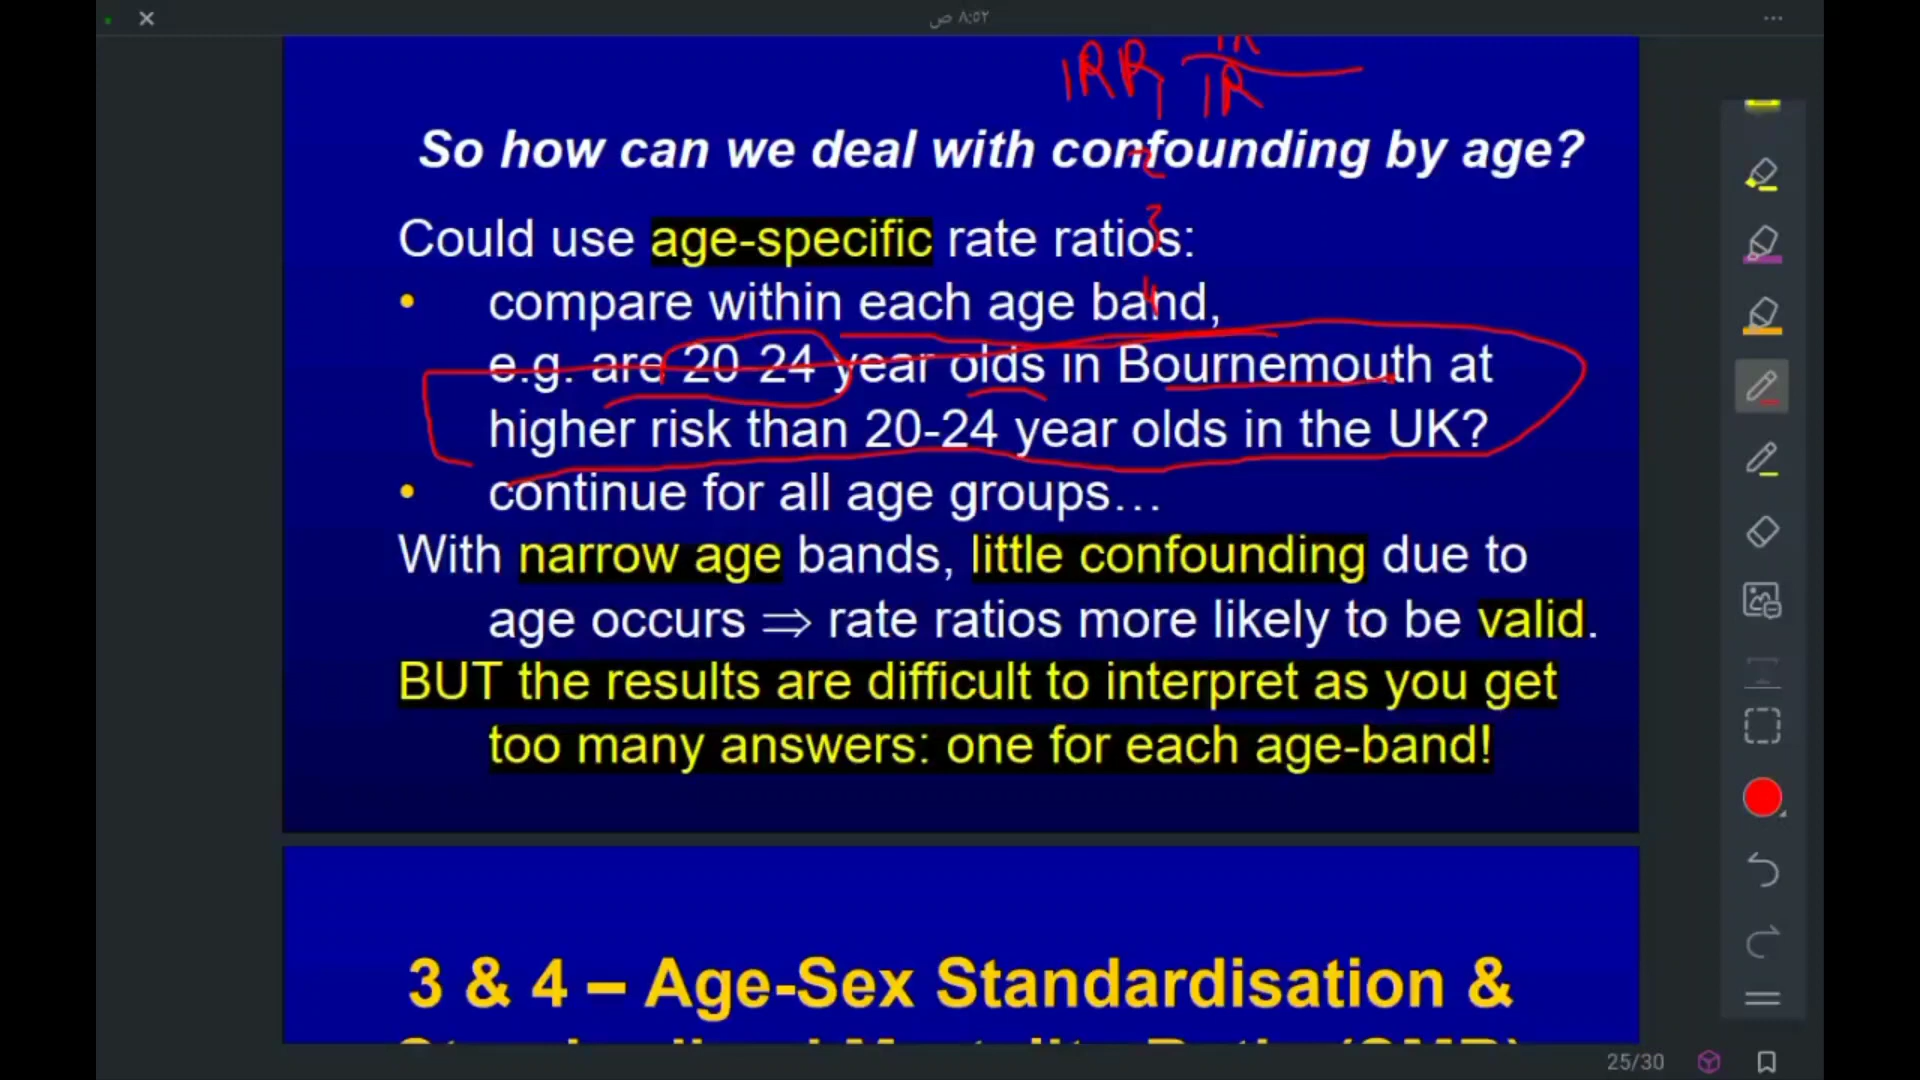 ٨:٥٢ ص
IRR IR
1 IR
So how can we deal with confounding by age?
2
Could use age-specific rate ratios:
3
• compare within each age band,
4
e.g. are 20-24 year olds in Bournemouth at
higher risk than 20-24 year olds in the UK?
• continue for all age groups…
With narrow age bands, little confounding due to
age occurs ⇒ rate ratios more likely to be valid.
BUT the results are difficult to interpret as you get
too many answers: one for each age-band!
3 & 4 – Age-Sex Standardisation &
25/30